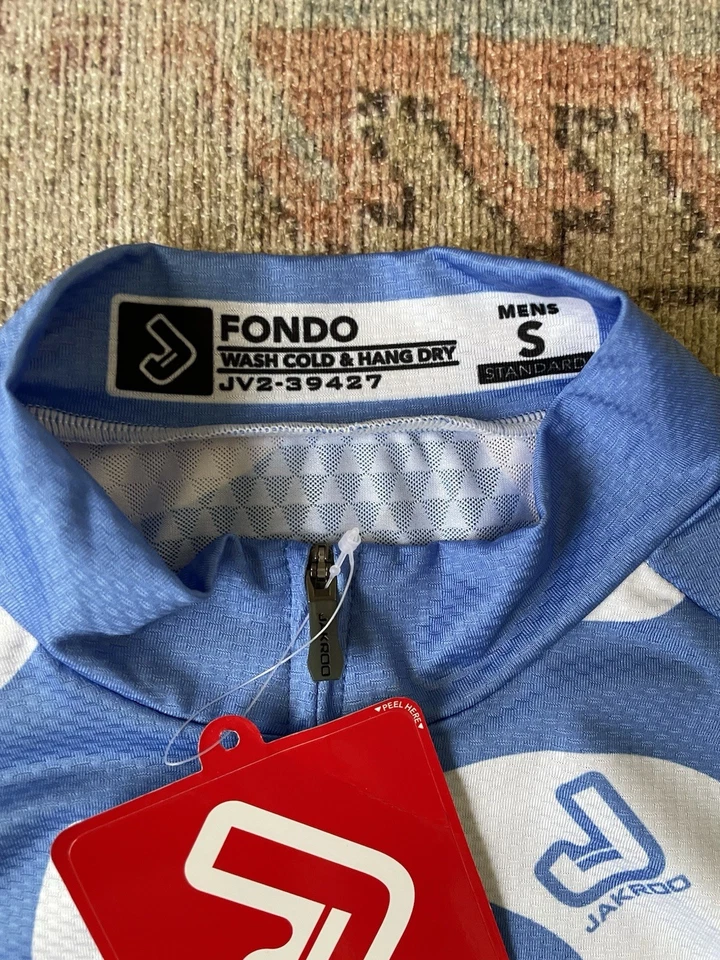 FONDO
WASH COLD & HANG DRY
JV2-39427
MENS
S
STANDARD
JAKROO
♥PEEL HERE♥
JAKROO